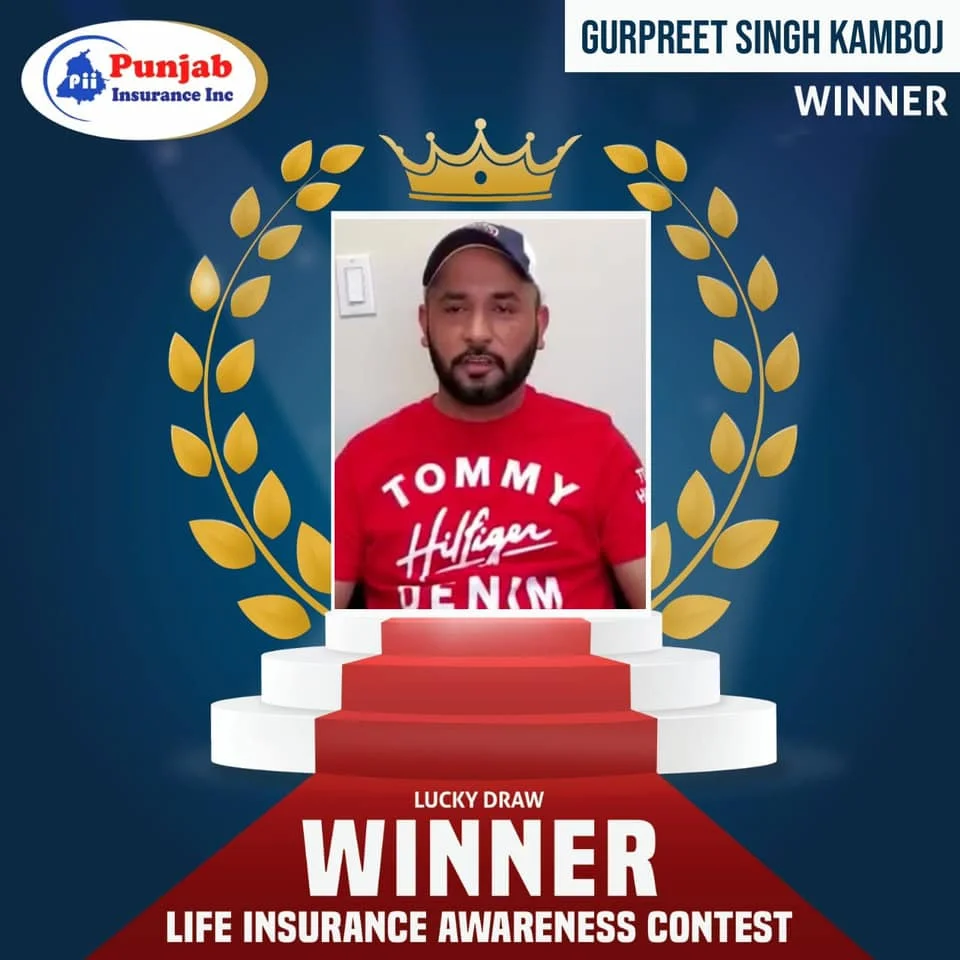 Pii
Punjab
Insurance Inc
GURPREET SINGH KAMBOJ
WINNER
TOMMY
Hilfiger
DENIM
LUCKY DRAW
WINNER
LIFE INSURANCE AWARENESS CONTEST